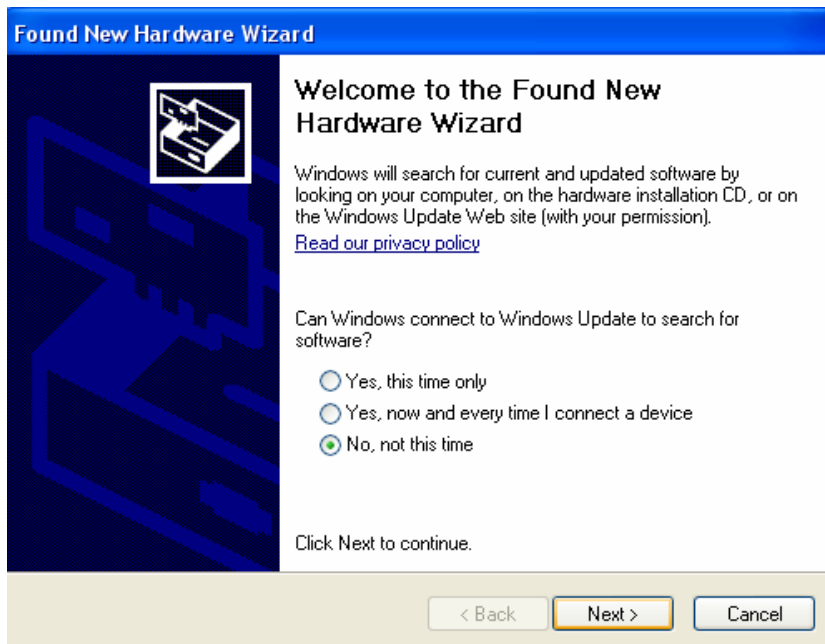 Found New Hardware Wizard
Welcome to the Found New
Hardware Wizard
Windows will search for current and updated software by
looking on your computer, on the hardware installation CD, or on
the Windows Update Web site (with your permission).
Read our privacy policy
Can Windows connect to Windows Update to search for
software?
Yes, this time only
Yes, now and every time I connect a device
No, not this time
Click Next to continue.
< Back Next > Cancel